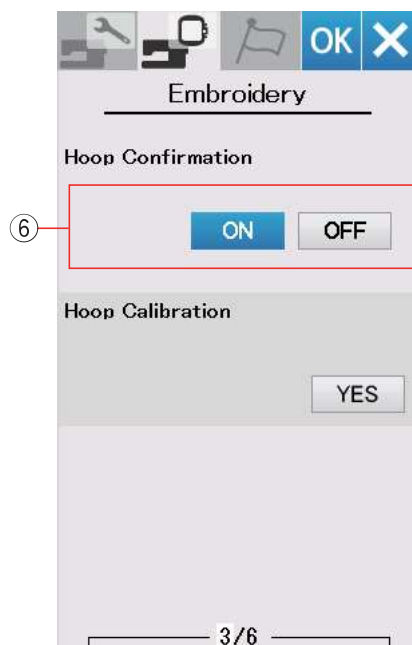 OK X
Embroidery
Hoop Confirmation
⑥ ON OFF
Hoop Calibration
YES
3/6